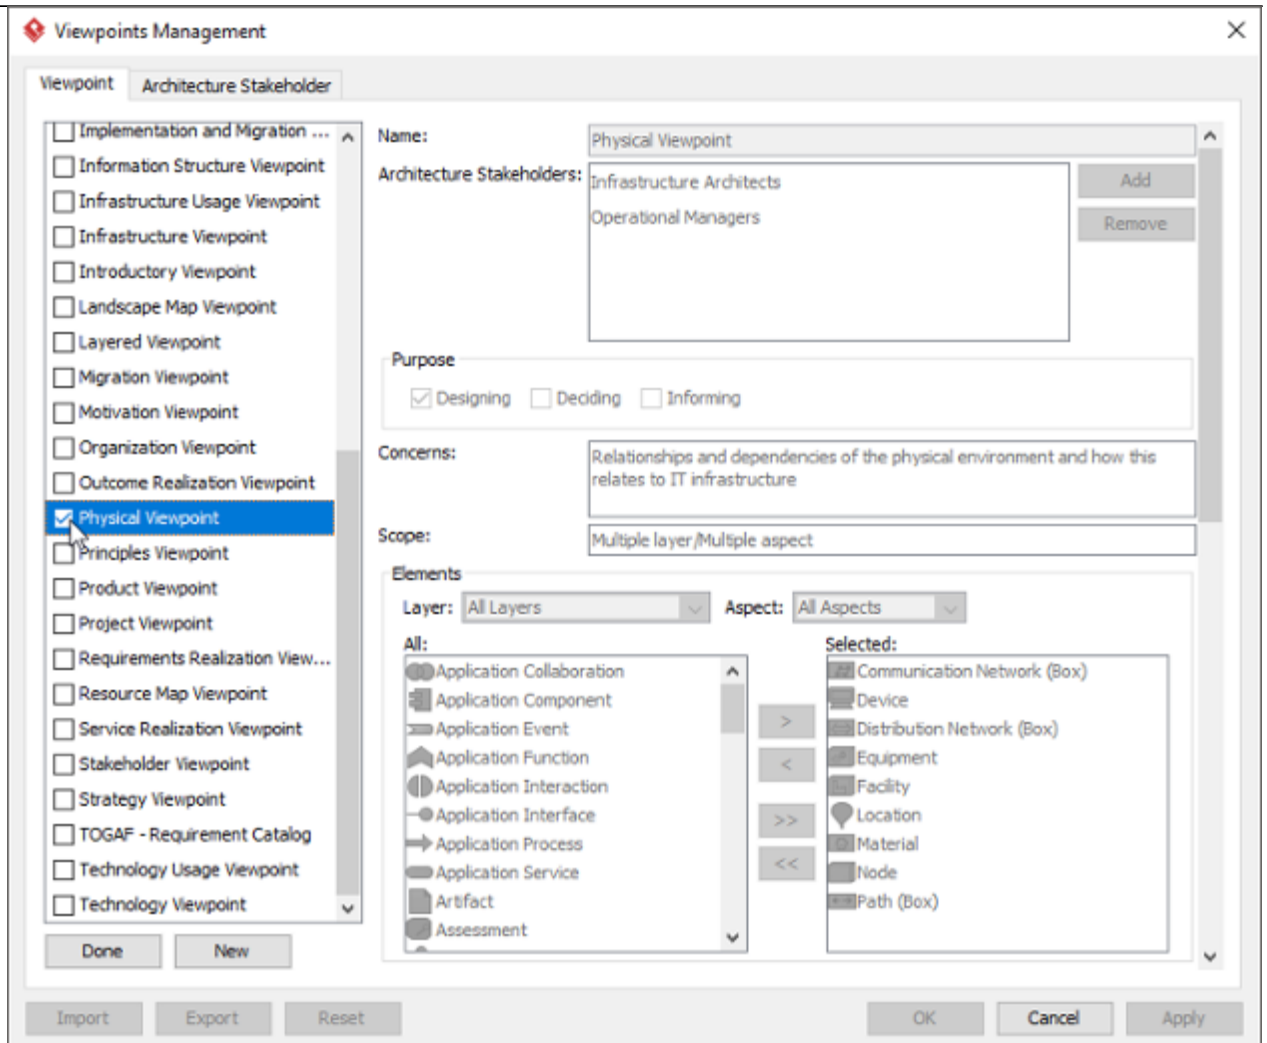 Viewpoints Management
Viewpoint
Architecture Stakeholder
Implementation and Migration ...
Information Structure Viewpoint
Infrastructure Usage Viewpoint
Infrastructure Viewpoint
Introductory Viewpoint
Landscape Map Viewpoint
Layered Viewpoint
Migration Viewpoint
Motivation Viewpoint
Organization Viewpoint
Outcome Realization Viewpoint
Physical Viewpoint
Principles Viewpoint
Product Viewpoint
Project Viewpoint
Requirements Realization View...
Resource Map Viewpoint
Service Realization Viewpoint
Stakeholder Viewpoint
Strategy Viewpoint
TOGAF - Requirement Catalog
Technology Usage Viewpoint
Technology Viewpoint
Done
New
Name:
Physical Viewpoint
Architecture Stakeholders:
Infrastructure Architects
Operational Managers
Add
Remove
Purpose
Designing
Deciding
Informing
Concerns:
Relationships and dependencies of the physical environment and how this
relates to IT infrastructure
Scope:
Multiple layer/Multiple aspect
Elements
Layer:
All Layers
Aspect:
All Aspects
All:
Application Collaboration
Application Component
Application Event
Application Function
Application Interaction
Application Interface
Application Process
Application Service
Artifact
Assessment
>
<
>>
<<
Selected:
Communication Network (Box)
Device
Distribution Network (Box)
Equipment
Facility
Location
Material
Node
Path (Box)
Import
Export
Reset
OK
Cancel
Apply